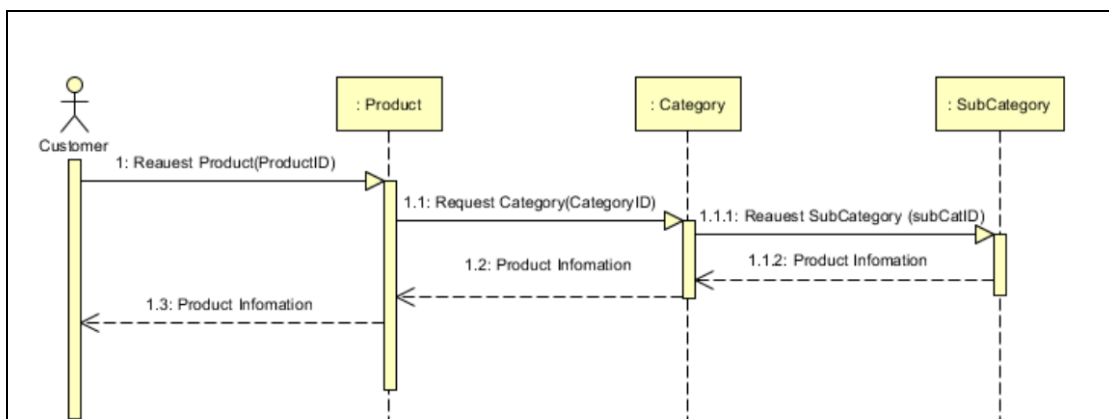 : Product
: Category
: SubCategory
Customer
1: Reauest Product(ProductID)
1.1: Request Category(CategoryID)
1.1.1: Reauest SubCategory (subCatID)
1.2: Product Infomation
1.1.2: Product Infomation
1.3: Product Infomation